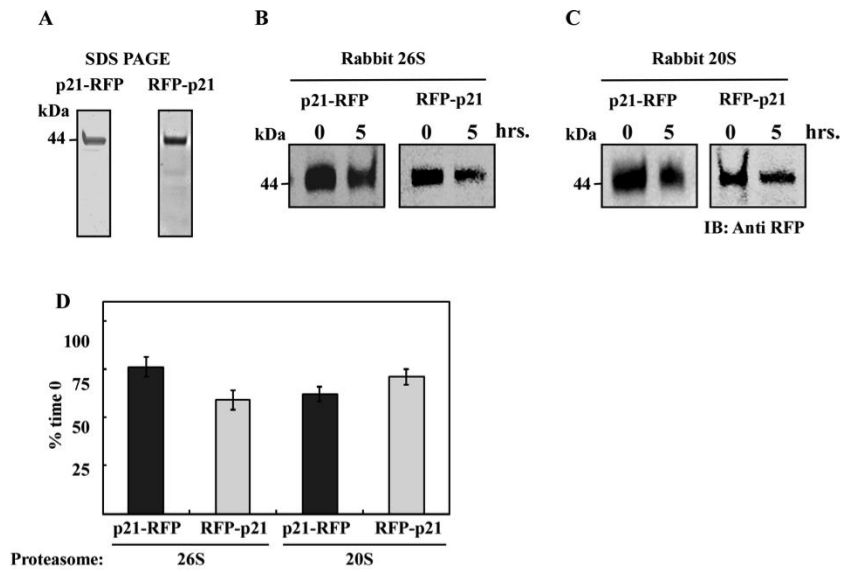 A
SDS PAGE
p21-RFP RFP-p21
kDa
44
B
Rabbit 26S
p21-RFP RFP-p21
kDa 0 5 0 5 hrs.
44
C
Rabbit 20S
p21-RFP RFP-p21
kDa 0 5 0 5 hrs.
44
IB: Anti RFP
D
% time 0
100
75
50
25
p21-RFP RFP-p21 p21-RFP RFP-p21
Proteasome: 26S 20S